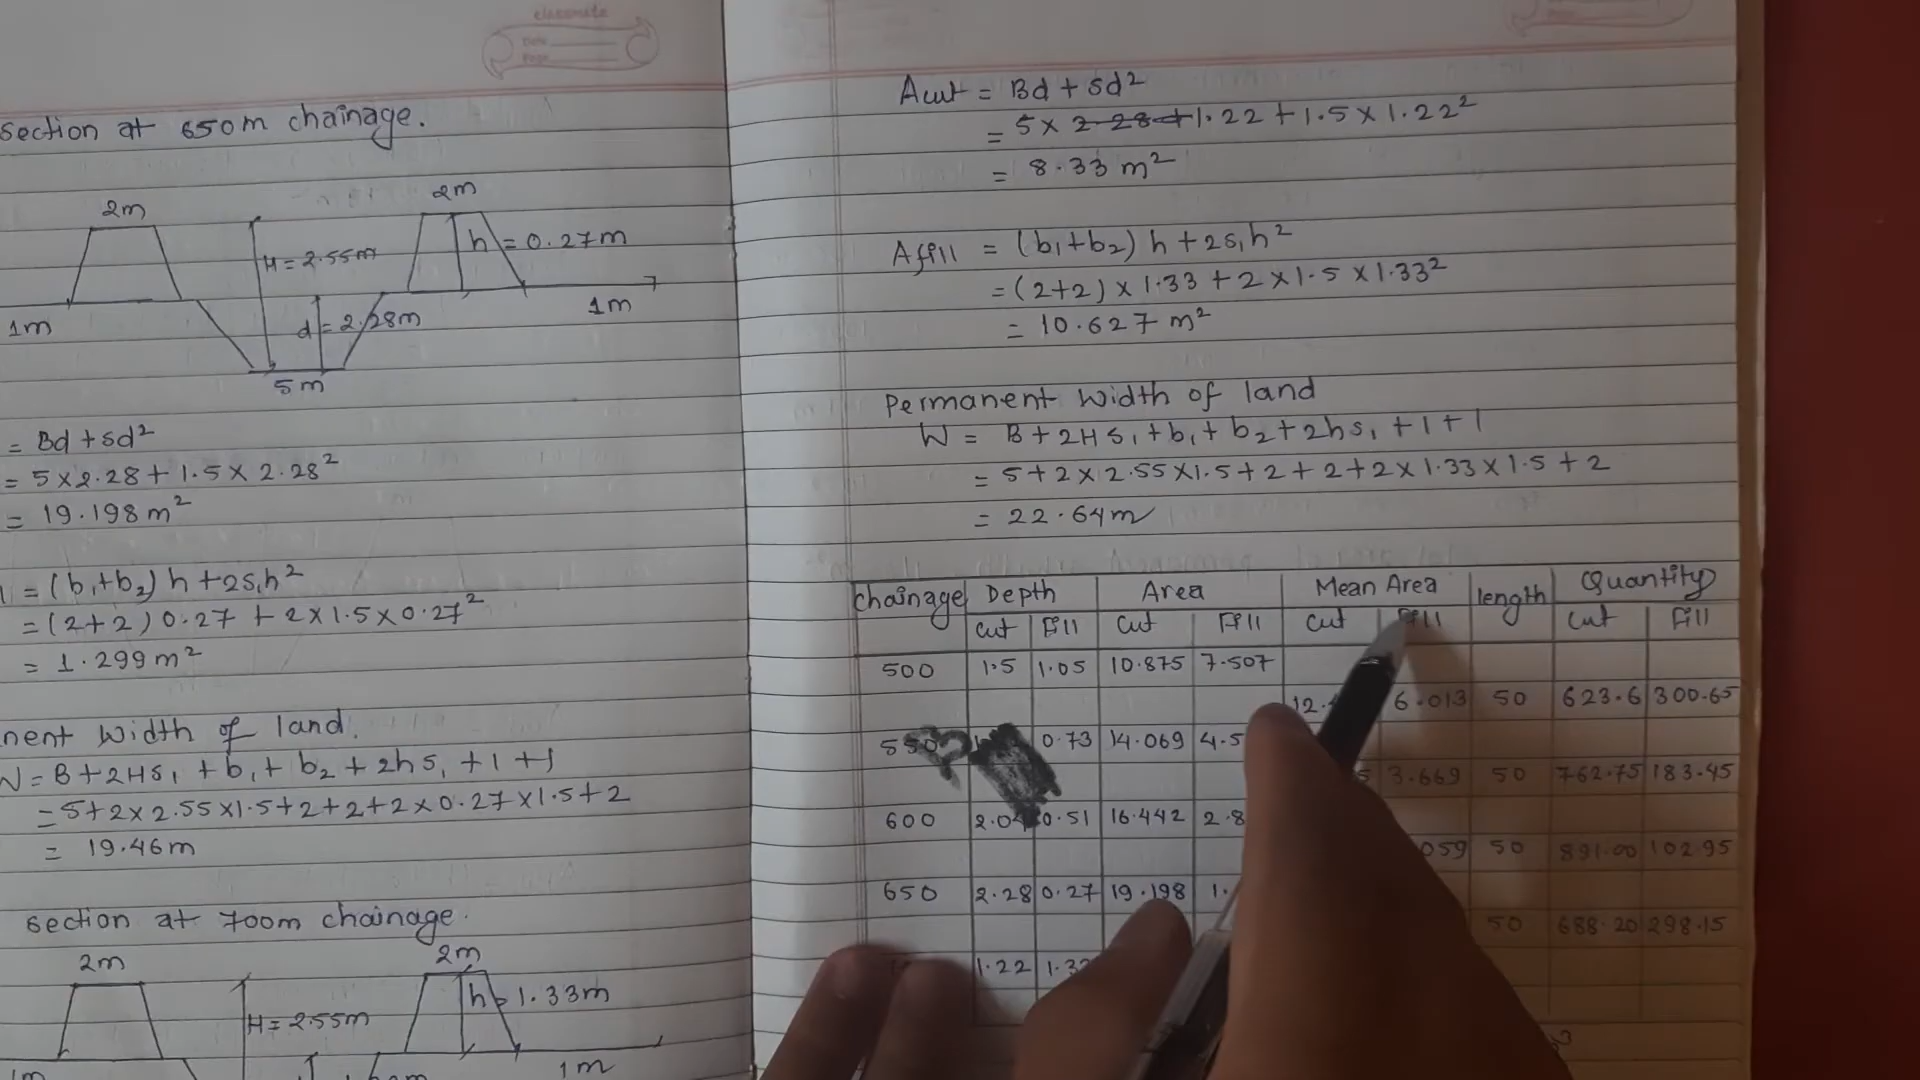 classmate
Date
Page
section at 650m chainage.
2m
2m
H = 2.55m
h = 0.27m
1m
d = 2.28m
1m
5m
= Bd + sd²
= 5 × 2.28 + 1.5 × 2.28²
= 19.198 m²
= (b₁+b₂) h + 2s₁h²
= (2+2) 0.27 + 2×1.5×0.27²
= 1.299 m²
nent width of land.
W = B + 2HS₁ + b₁ + b₂ + 2hs₁ + 1 + 1
= 5+2×2.55×1.5+2+2+2×0.27×1.5+2
= 19.46m
section at 700m chainage.
2m
2m
h = 1.33m
H = 2.55m
1m
1m
Acut = Bd + sd²
= 5 × 1.22 + 1.5 × 1.22²
= 8.33 m²
Afill = (b₁+b₂) h + 2s₁h²
= (2+2) × 1.33 + 2 × 1.5 × 1.33²
= 10.627 m²
Permanent width of land
W = B + 2HS₁ + b₁ + b₂ + 2hs₁ + 1 + 1
= 5+2×2.55×1.5+2+2+2×1.33×1.5+2
= 22.64m
chainage Depth Area Mean Area length Quantity
cut Fill cut Fill cut Fill cut Fill
500 1.5 1.05 10.875 7.507
6.013 50 623.6 300.65
550 0.73 14.069
3.669 50 762.75 183.45
600 0.51 16.442
50 891.00 102.95
650 2.28 0.27 19.198
50 688.20 298.15
1.22